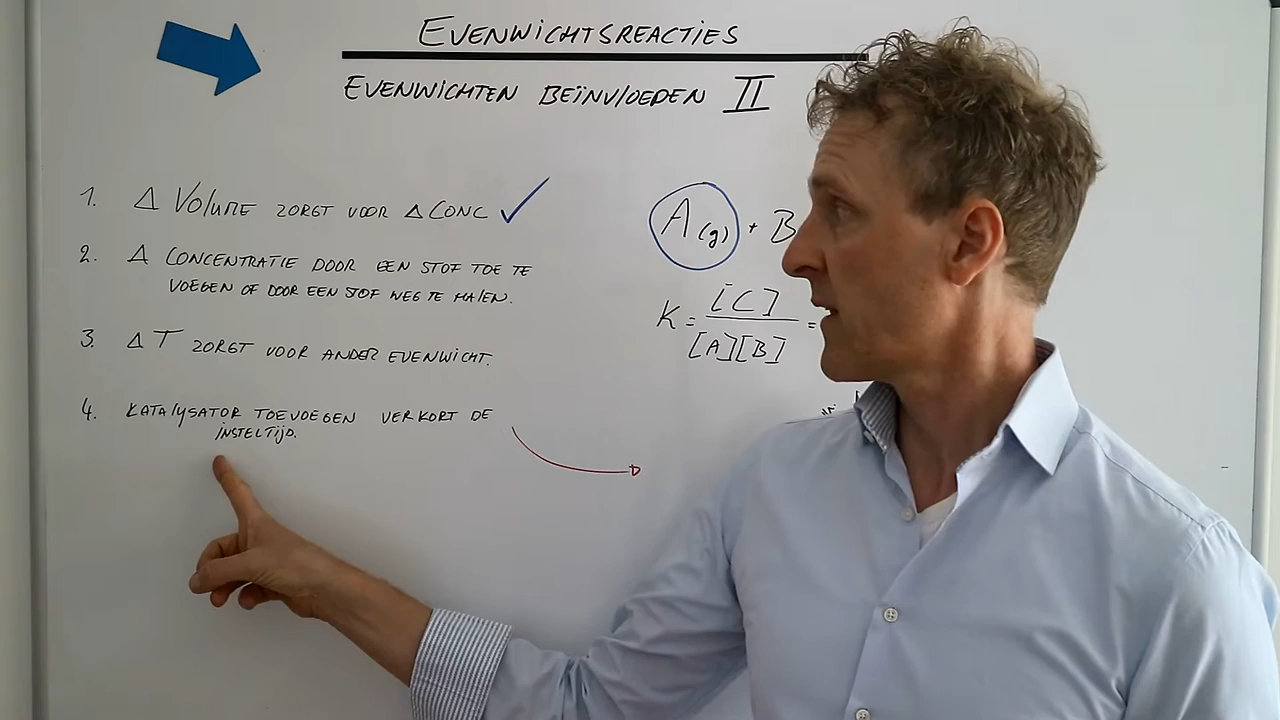 EVENWICHTSREACTIES
EVENWICHTEN BEÏNVLOEDEN II
1. Δ VOLUME ZORGT VOOR Δ CONC ✓
2. Δ CONCENTRATIE DOOR EEN STOF TOE TE
VOEGEN OF DOOR EEN STOF WEG TE HALEN.
3. Δ T ZORGT VOOR ANDER EVENWICHT.
4. KATALYSATOR TOEVOEGEN VERKORT DE
INSTELTIJD.
A(g) + B
K = [C] / [A][B] =